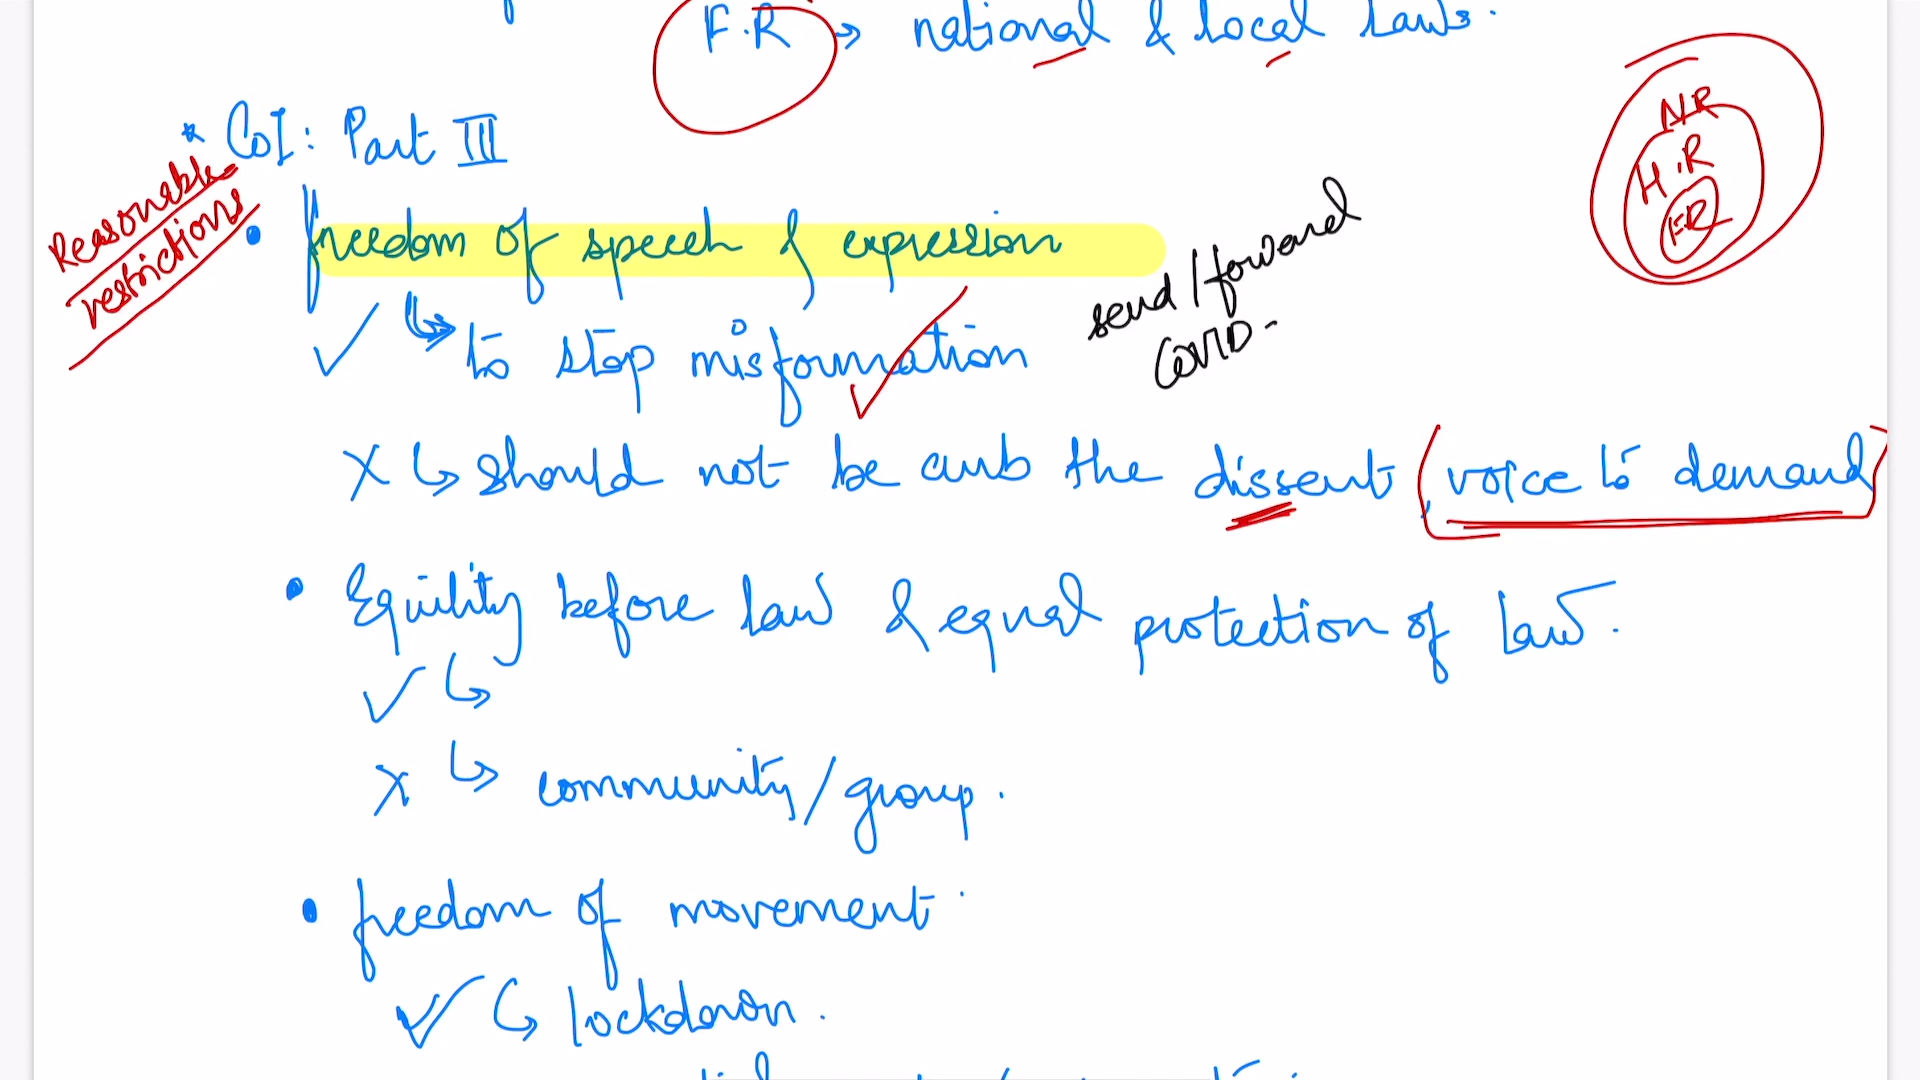 F.R → national & local laws.
NR
* CoI: Part III
H.R
FR
Reasonable
restrictions
• freedom of speech & expression
send / forward
COVID -
✓ ↳ to stop misformation
X ↳ should not be curb the dissent, (voice to demand)
• Equility before law & equal protection of law.
✓ ↳
X ↳ community/group.
• freedom of movement
✓ ↳ lockdown.